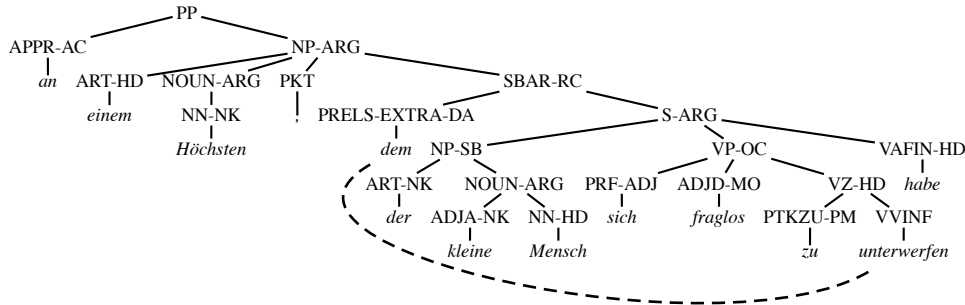 PP
APPR-AC NP-ARG
an ART-HD NOUN-ARG PKT SBAR-RC
einem NN-NK , PRELS-EXTRA-DA S-ARG
Höchsten dem NP-SB VP-OC VAFIN-HD
ART-NK NOUN-ARG PRF-ADJ ADJD-MO VZ-HD habe
der ADJA-NK NN-HD sich fraglos PTKZU-PM VVINF
kleine Mensch zu unterwerfen